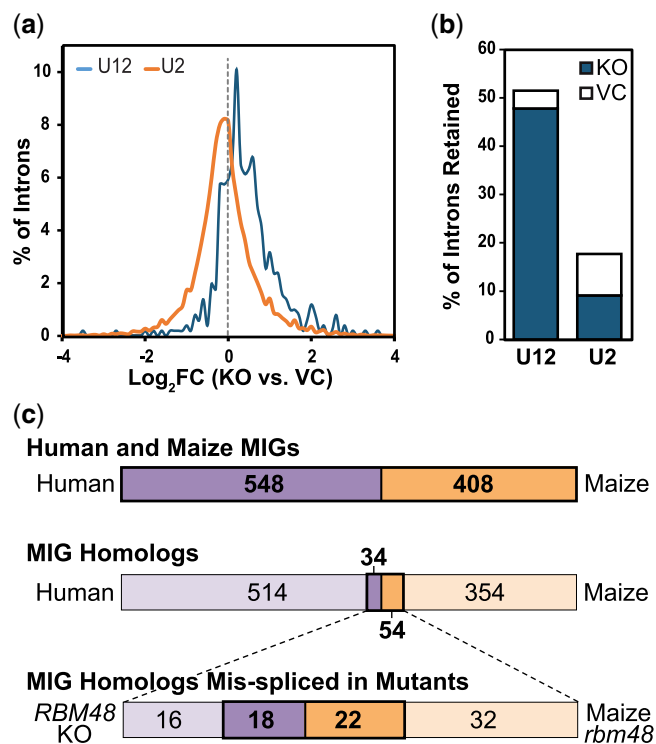 (a)
U12 U2
% of Introns
10
8
6
4
2
0
-4 -2 0 2 4
Log2FC (KO vs. VC)
(b)
% of Introns Retained
60
50
40
30
20
10
0
KO
VC
U12 U2
(c)
Human and Maize MIGs
Human 548 408 Maize
MIG Homologs
34
Human 514 354 Maize
54
MIG Homologs Mis-spliced in Mutants
RBM48 KO 16 18 22 32 Maize rbm48